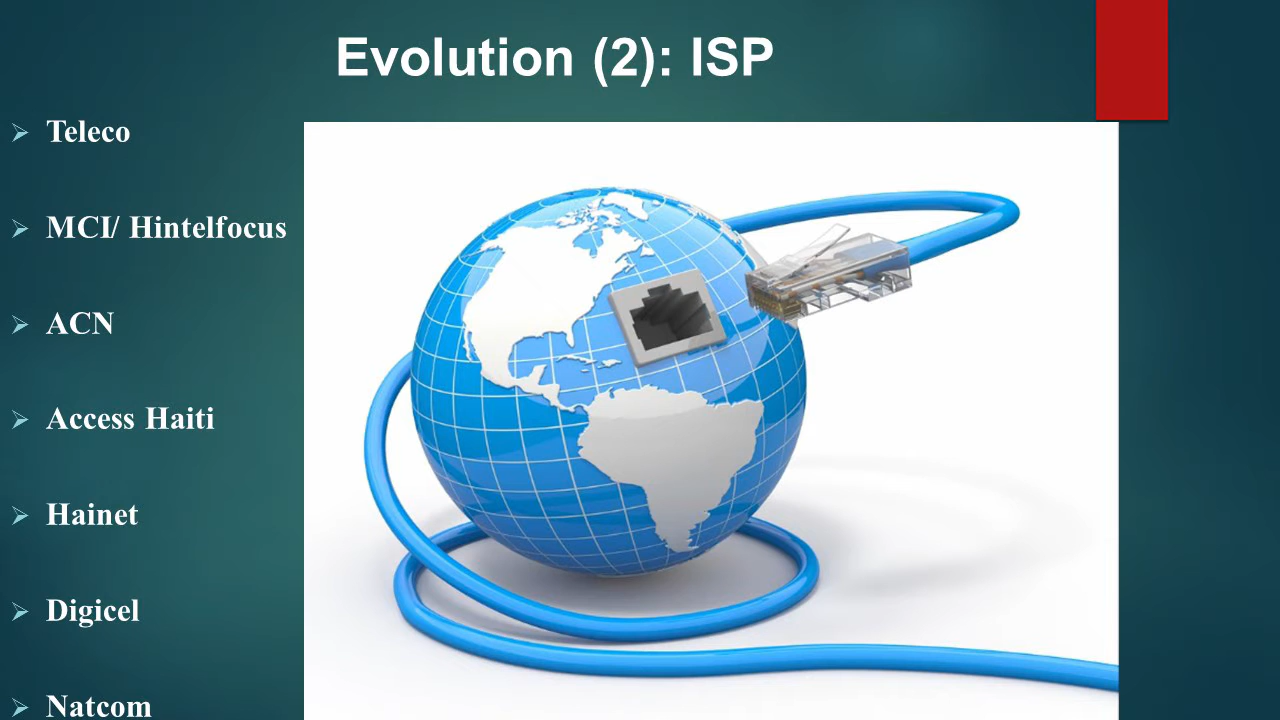 Evolution (2): ISP
Teleco
MCI/ Hintelfocus
ACN
Access Haiti
Hainet
Digicel
Natcom